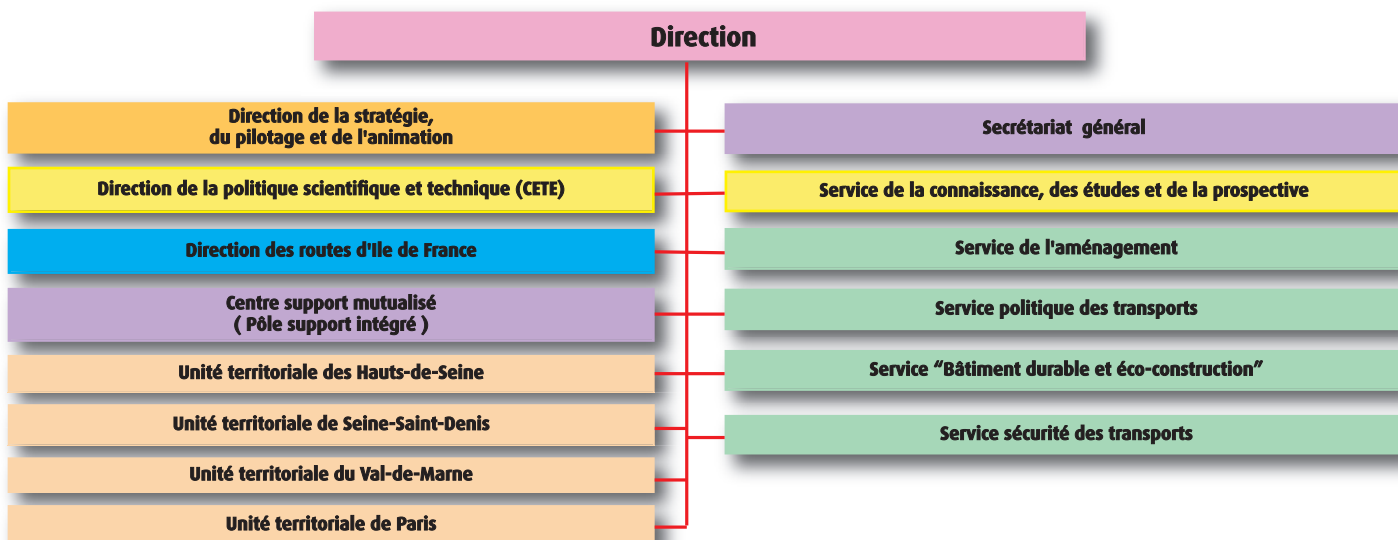 Direction
Direction de la stratégie,
du pilotage et de l'animation
Direction de la politique scientifique et technique (CETE)
Direction des routes d'Ile de France
Centre support mutualisé
( Pôle support intégré )
Unité territoriale des Hauts-de-Seine
Unité territoriale de Seine-Saint-Denis
Unité territoriale du Val-de-Marne
Unité territoriale de Paris
Secrétariat général
Service de la connaissance, des études et de la prospective
Service de l'aménagement
Service politique des transports
Service “Bâtiment durable et éco-construction”
Service sécurité des transports